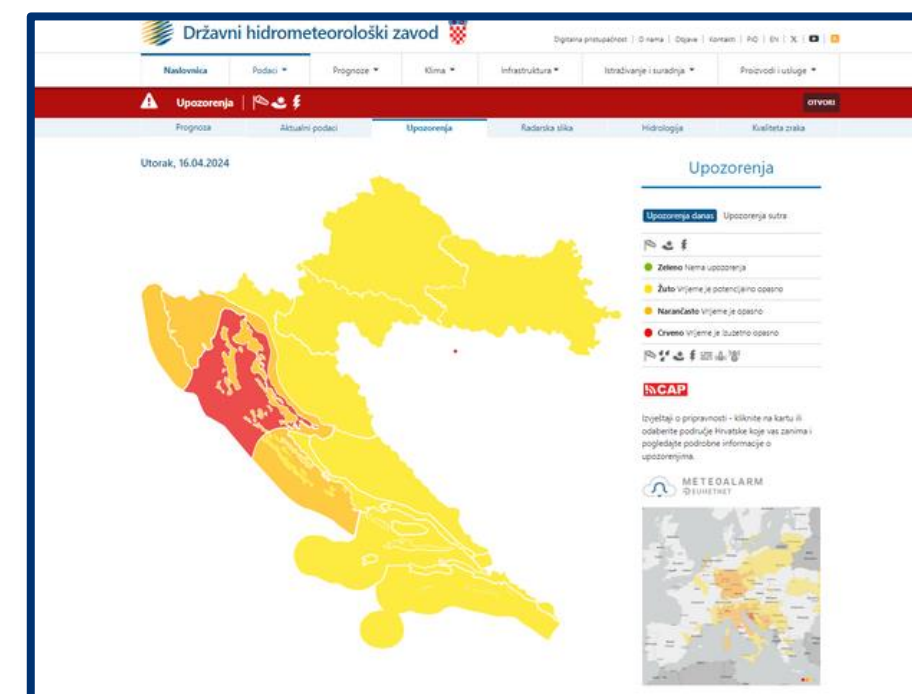 Državni hidrometeorološki zavod
Digitalna pristupačnost | O nama | Objave | Kontakti | FAQ | EN | X
Naslovnica Podaci Prognoze Klima Infrastruktura Istraživanje i suradnja Proizvodi i usluge
Upozorenja OTVORI
Prognoza Aktualni podaci Upozorenja Radarska slika Hidrologija Kvaliteta zraka
Utorak, 16.04.2024
Upozorenja
Upozorenja danas Upozorenja sutra
Zeleno Nema upozorenja
Žuto Vrijeme je potencijalno opasno
Narančasto Vrijeme je opasno
Crveno Vrijeme je izuzetno opasno
CAP
Izvještaji o pripravnosti - kliknite na kartu ili
odaberite područje Hrvatske koje vas zanima i
pogledajte podrobne informacije o
upozorenjima.
METEOALARM
EUMETNET